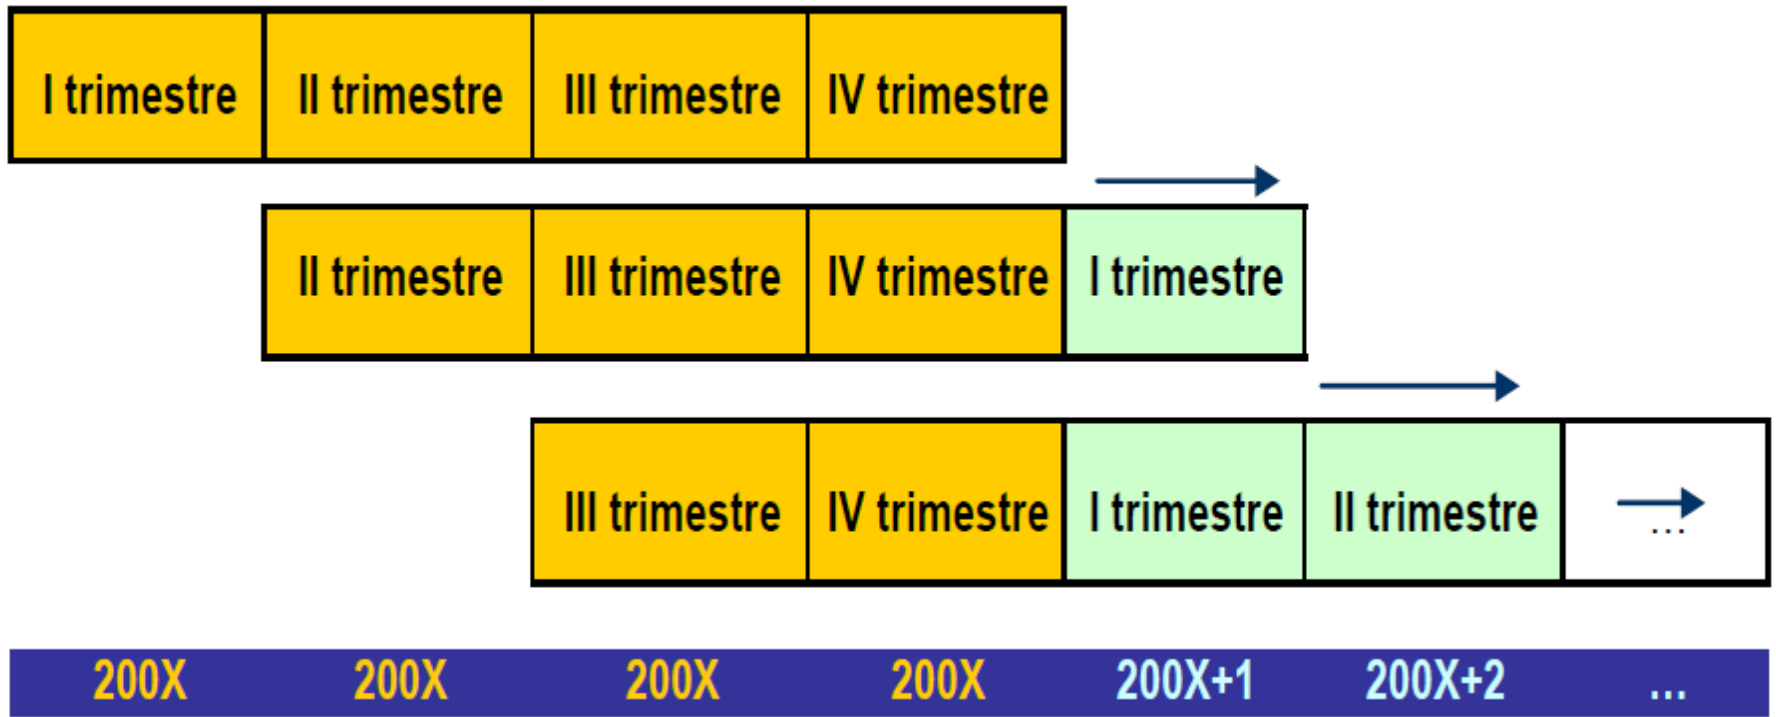 I trimestre II trimestre III trimestre IV trimestre
II trimestre III trimestre IV trimestre I trimestre
III trimestre IV trimestre I trimestre II trimestre ...
200X 200X 200X 200X 200X+1 200X+2 ...